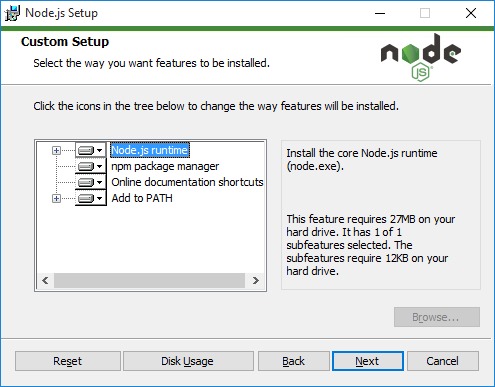 Node.js Setup
Custom Setup
Select the way you want features to be installed.
node
JS
Click the icons in the tree below to change the way features will be installed.
Node.js runtime
npm package manager
Online documentation shortcuts
Add to PATH
Install the core Node.js runtime
(node.exe).
This feature requires 27MB on your
hard drive. It has 1 of 1
subfeatures selected. The
subfeatures require 12KB on your
hard drive.
Browse...
Reset
Disk Usage
Back
Next
Cancel